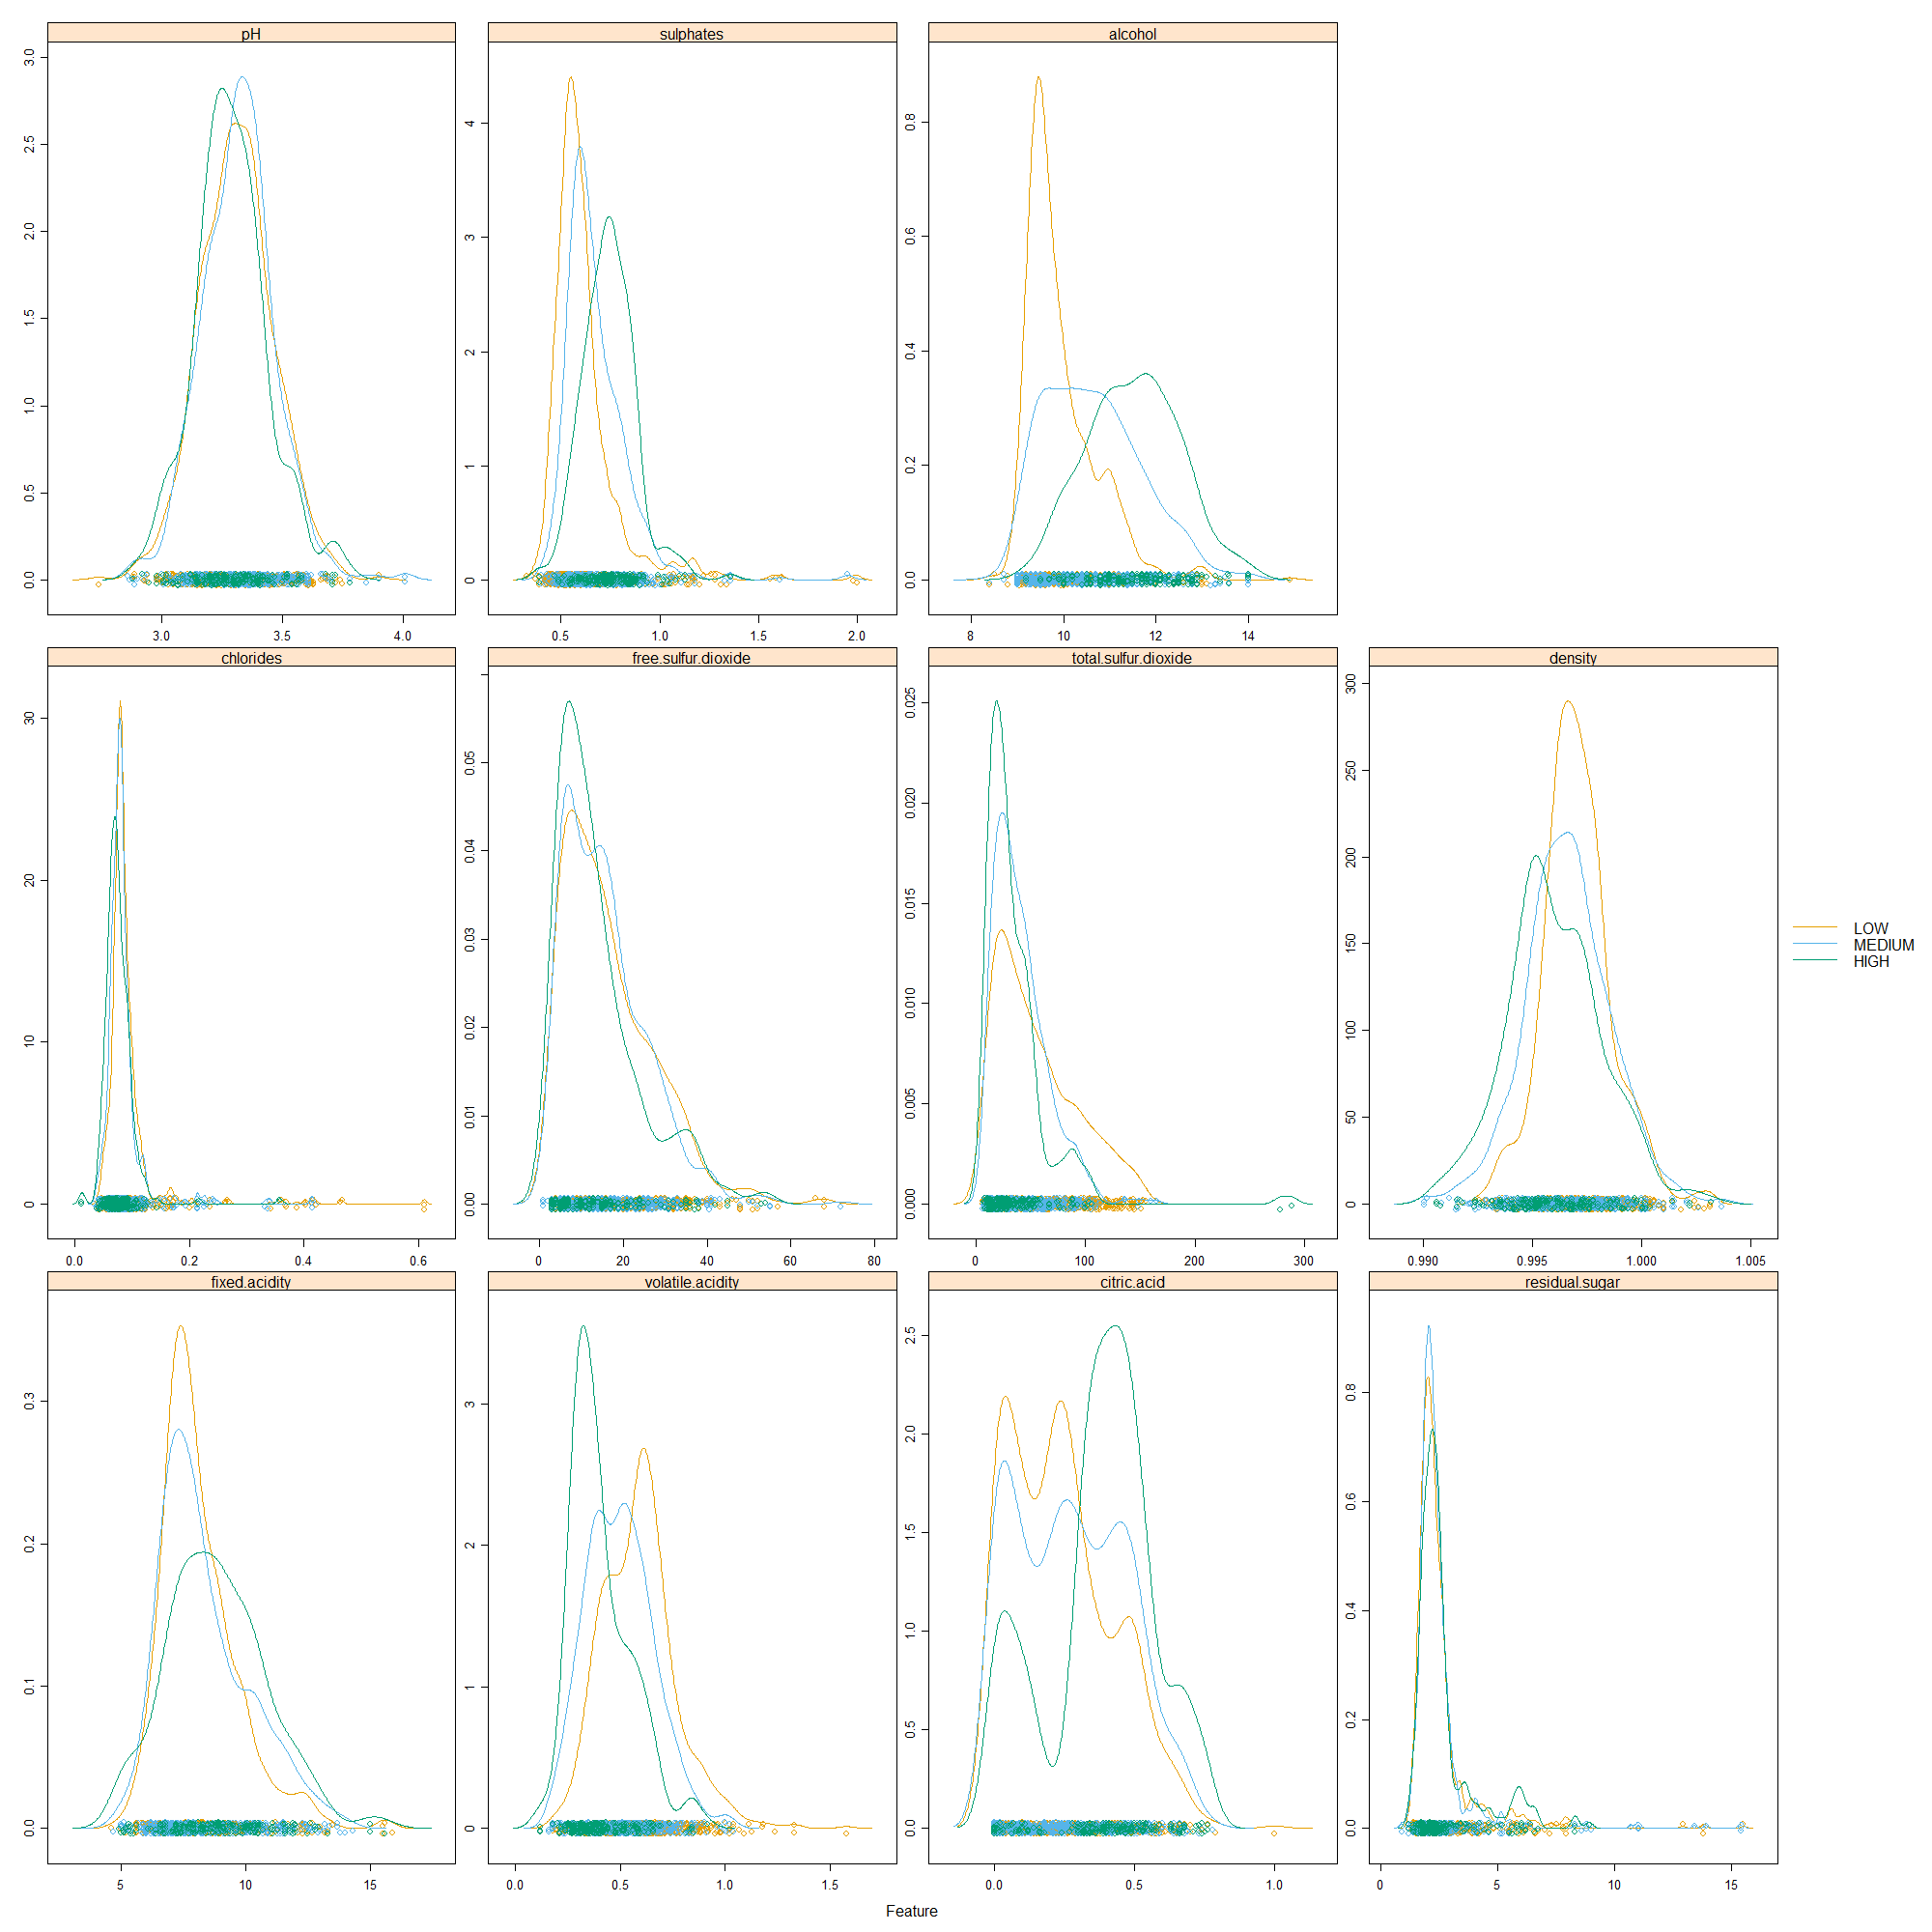 pH
sulphates
alcohol
0.0 0.5 1.0 1.5 2.0 2.5 3.0
0 1 2 3 4
0.0 0.2 0.4 0.6 0.8
3.0 3.5 4.0
0.5 1.0 1.5 2.0
8 10 12 14
chlorides
free.sulfur.dioxide
total.sulfur.dioxide
density
0 10 20 30
0.00 0.01 0.02 0.03 0.04 0.05
0.000 0.005 0.010 0.015 0.020 0.025
0 50 100 150 200 250 300
0.0 0.2 0.4 0.6
0 20 40 60 80
0 100 200 300
0.990 0.995 1.000 1.005
LOW
MEDIUM
HIGH
fixed.acidity
volatile.acidity
citric.acid
residual.sugar
0.0 0.1 0.2 0.3
0 1 2 3
0.0 0.5 1.0 1.5 2.0 2.5
0.0 0.2 0.4 0.6 0.8
5 10 15
0.0 0.5 1.0 1.5
0.0 0.5 1.0
0 5 10 15
Feature